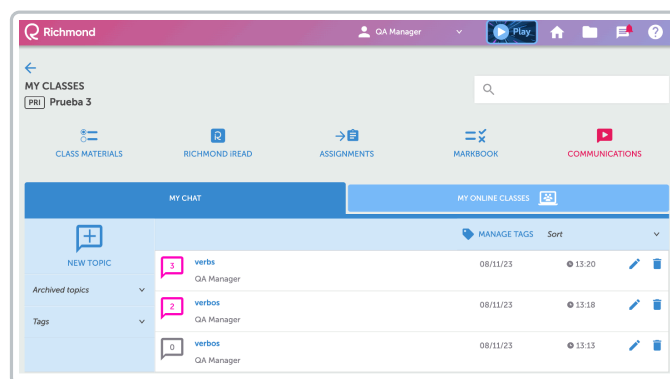 Richmond
QA Manager
Play
MY CLASSES
PRI Prueba 3
CLASS MATERIALS
RICHMOND iREAD
ASSIGNMENTS
MARKBOOK
COMMUNICATIONS
MY CHAT
MY ONLINE CLASSES
NEW TOPIC
Archived topics
Tags
MANAGE TAGS Sort
3 verbs 08/11/23 13:20
QA Manager
2 verbos 08/11/23 13:18
QA Manager
0 verbos 08/11/23 13:13
QA Manager